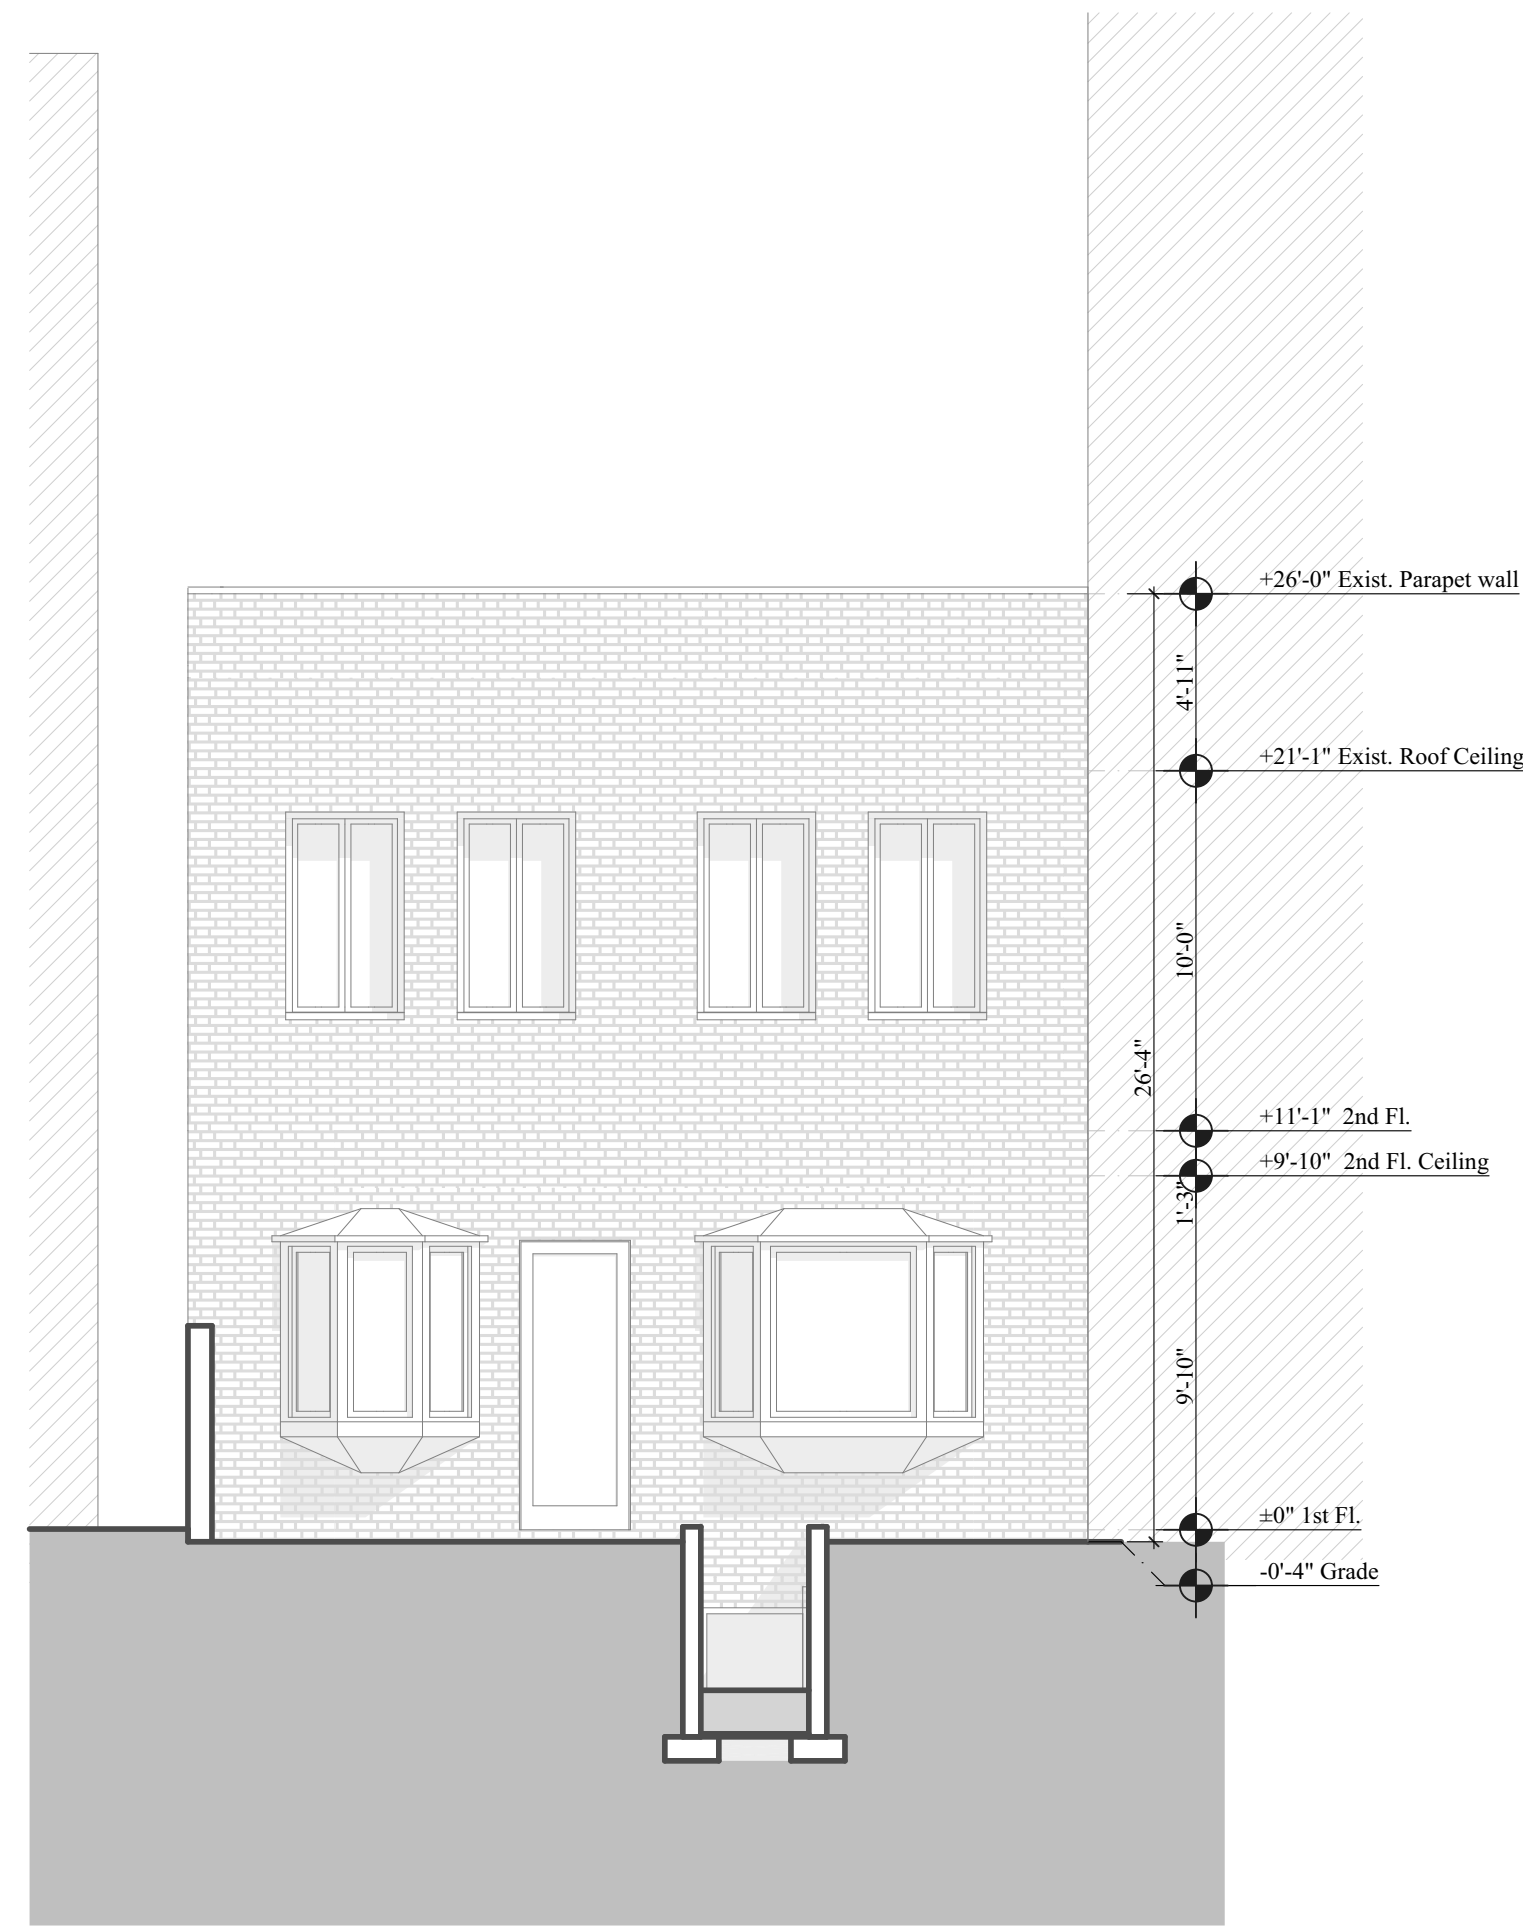 +26'-0" Exist. Parapet wall
4'-11"
+21'-1" Exist. Roof Ceiling
10'-0"
26'-4"
+11'-1" 2nd Fl.
+9'-10" 2nd Fl. Ceiling
1'-3"
9'-10"
±0" 1st Fl.
-0'-4" Grade